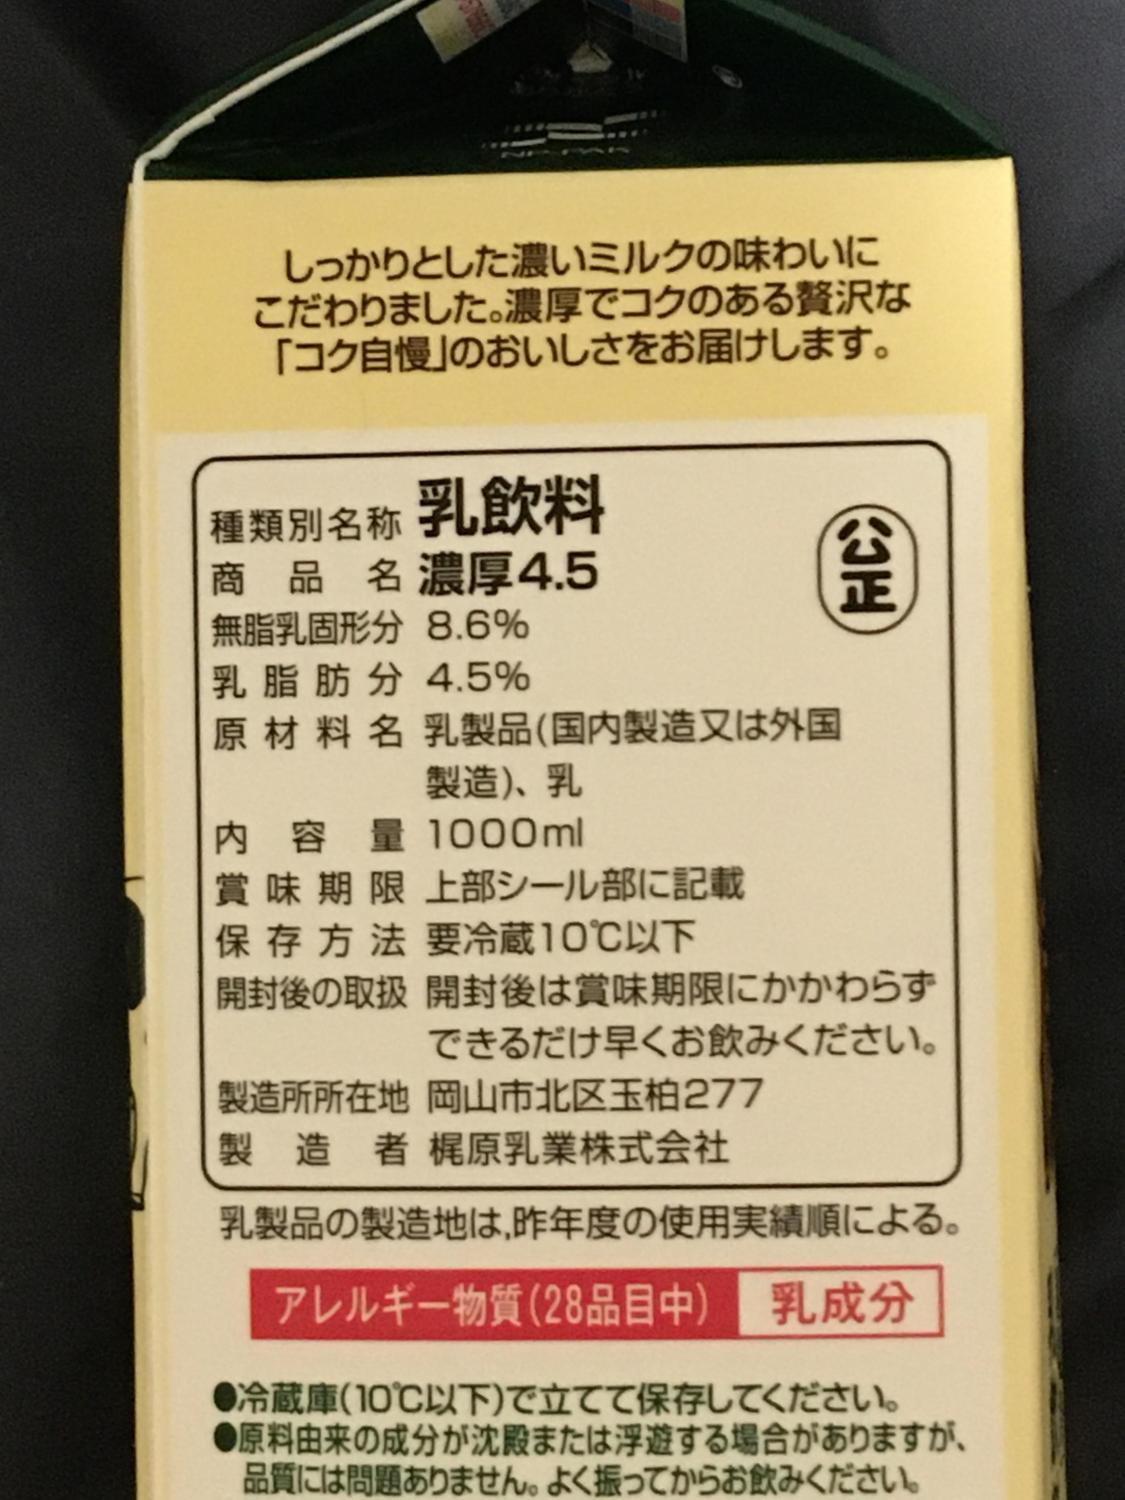 NP-PAK
しっかりとした濃いミルクの味わいに
こだわりました。濃厚でコクのある贅沢な
「コク自慢」のおいしさをお届けします。
種類別名称 乳飲料
商品名 濃厚4.5
公正
無脂乳固形分 8.6%
乳脂肪分 4.5%
原材料名 乳製品(国内製造又は外国
製造)、乳
内容量 1000ml
賞味期限 上部シール部に記載
保存方法 要冷蔵10℃以下
開封後の取扱 開封後は賞味期限にかかわらず
できるだけ早くお飲みください。
製造所所在地 岡山市北区玉柏277
製造者 梶原乳業株式会社
乳製品の製造地は,昨年度の使用実績順による。
アレルギー物質(28品目中) 乳成分
●冷蔵庫(10℃以下)で立てて保存してください。
●原料由来の成分が沈殿または浮遊する場合がありますが、
品質には問題ありません。よく振ってからお飲みください。